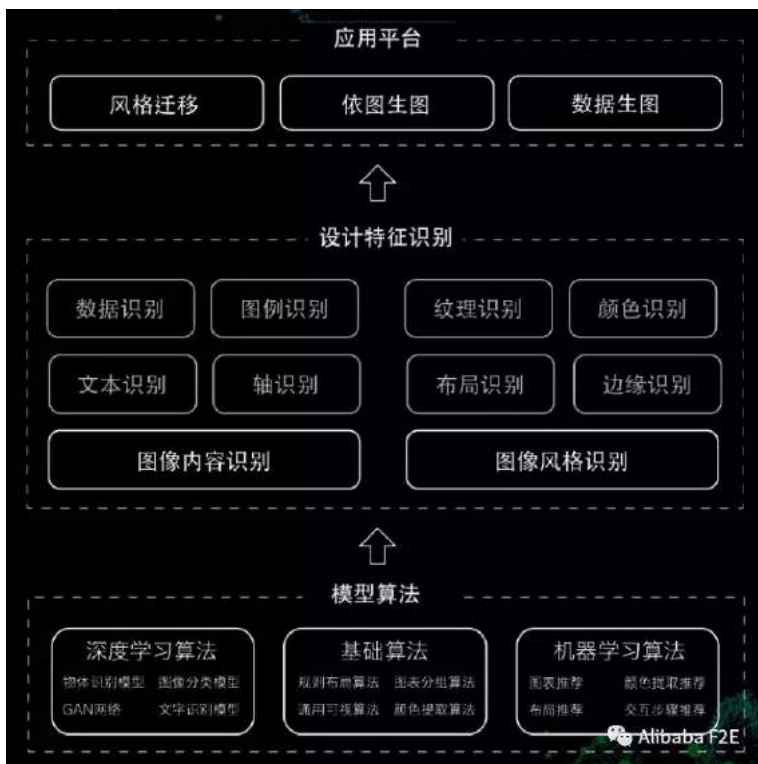 应用平台
风格迁移 依图生图 数据生图
设计特征识别
数据识别 图例识别 纹理识别 颜色识别
文本识别 轴识别 布局识别 边缘识别
图像内容识别 图像风格识别
模型算法
深度学习算法 基础算法 机器学习算法
物体识别模型 图像分类模型 规则布局算法 图表分组算法 图表推荐 颜色提取推荐
GAN网络 文字识别模型 通用可视算法 颜色提取算法 布局推荐 交互步骤推荐
Alibaba F2E